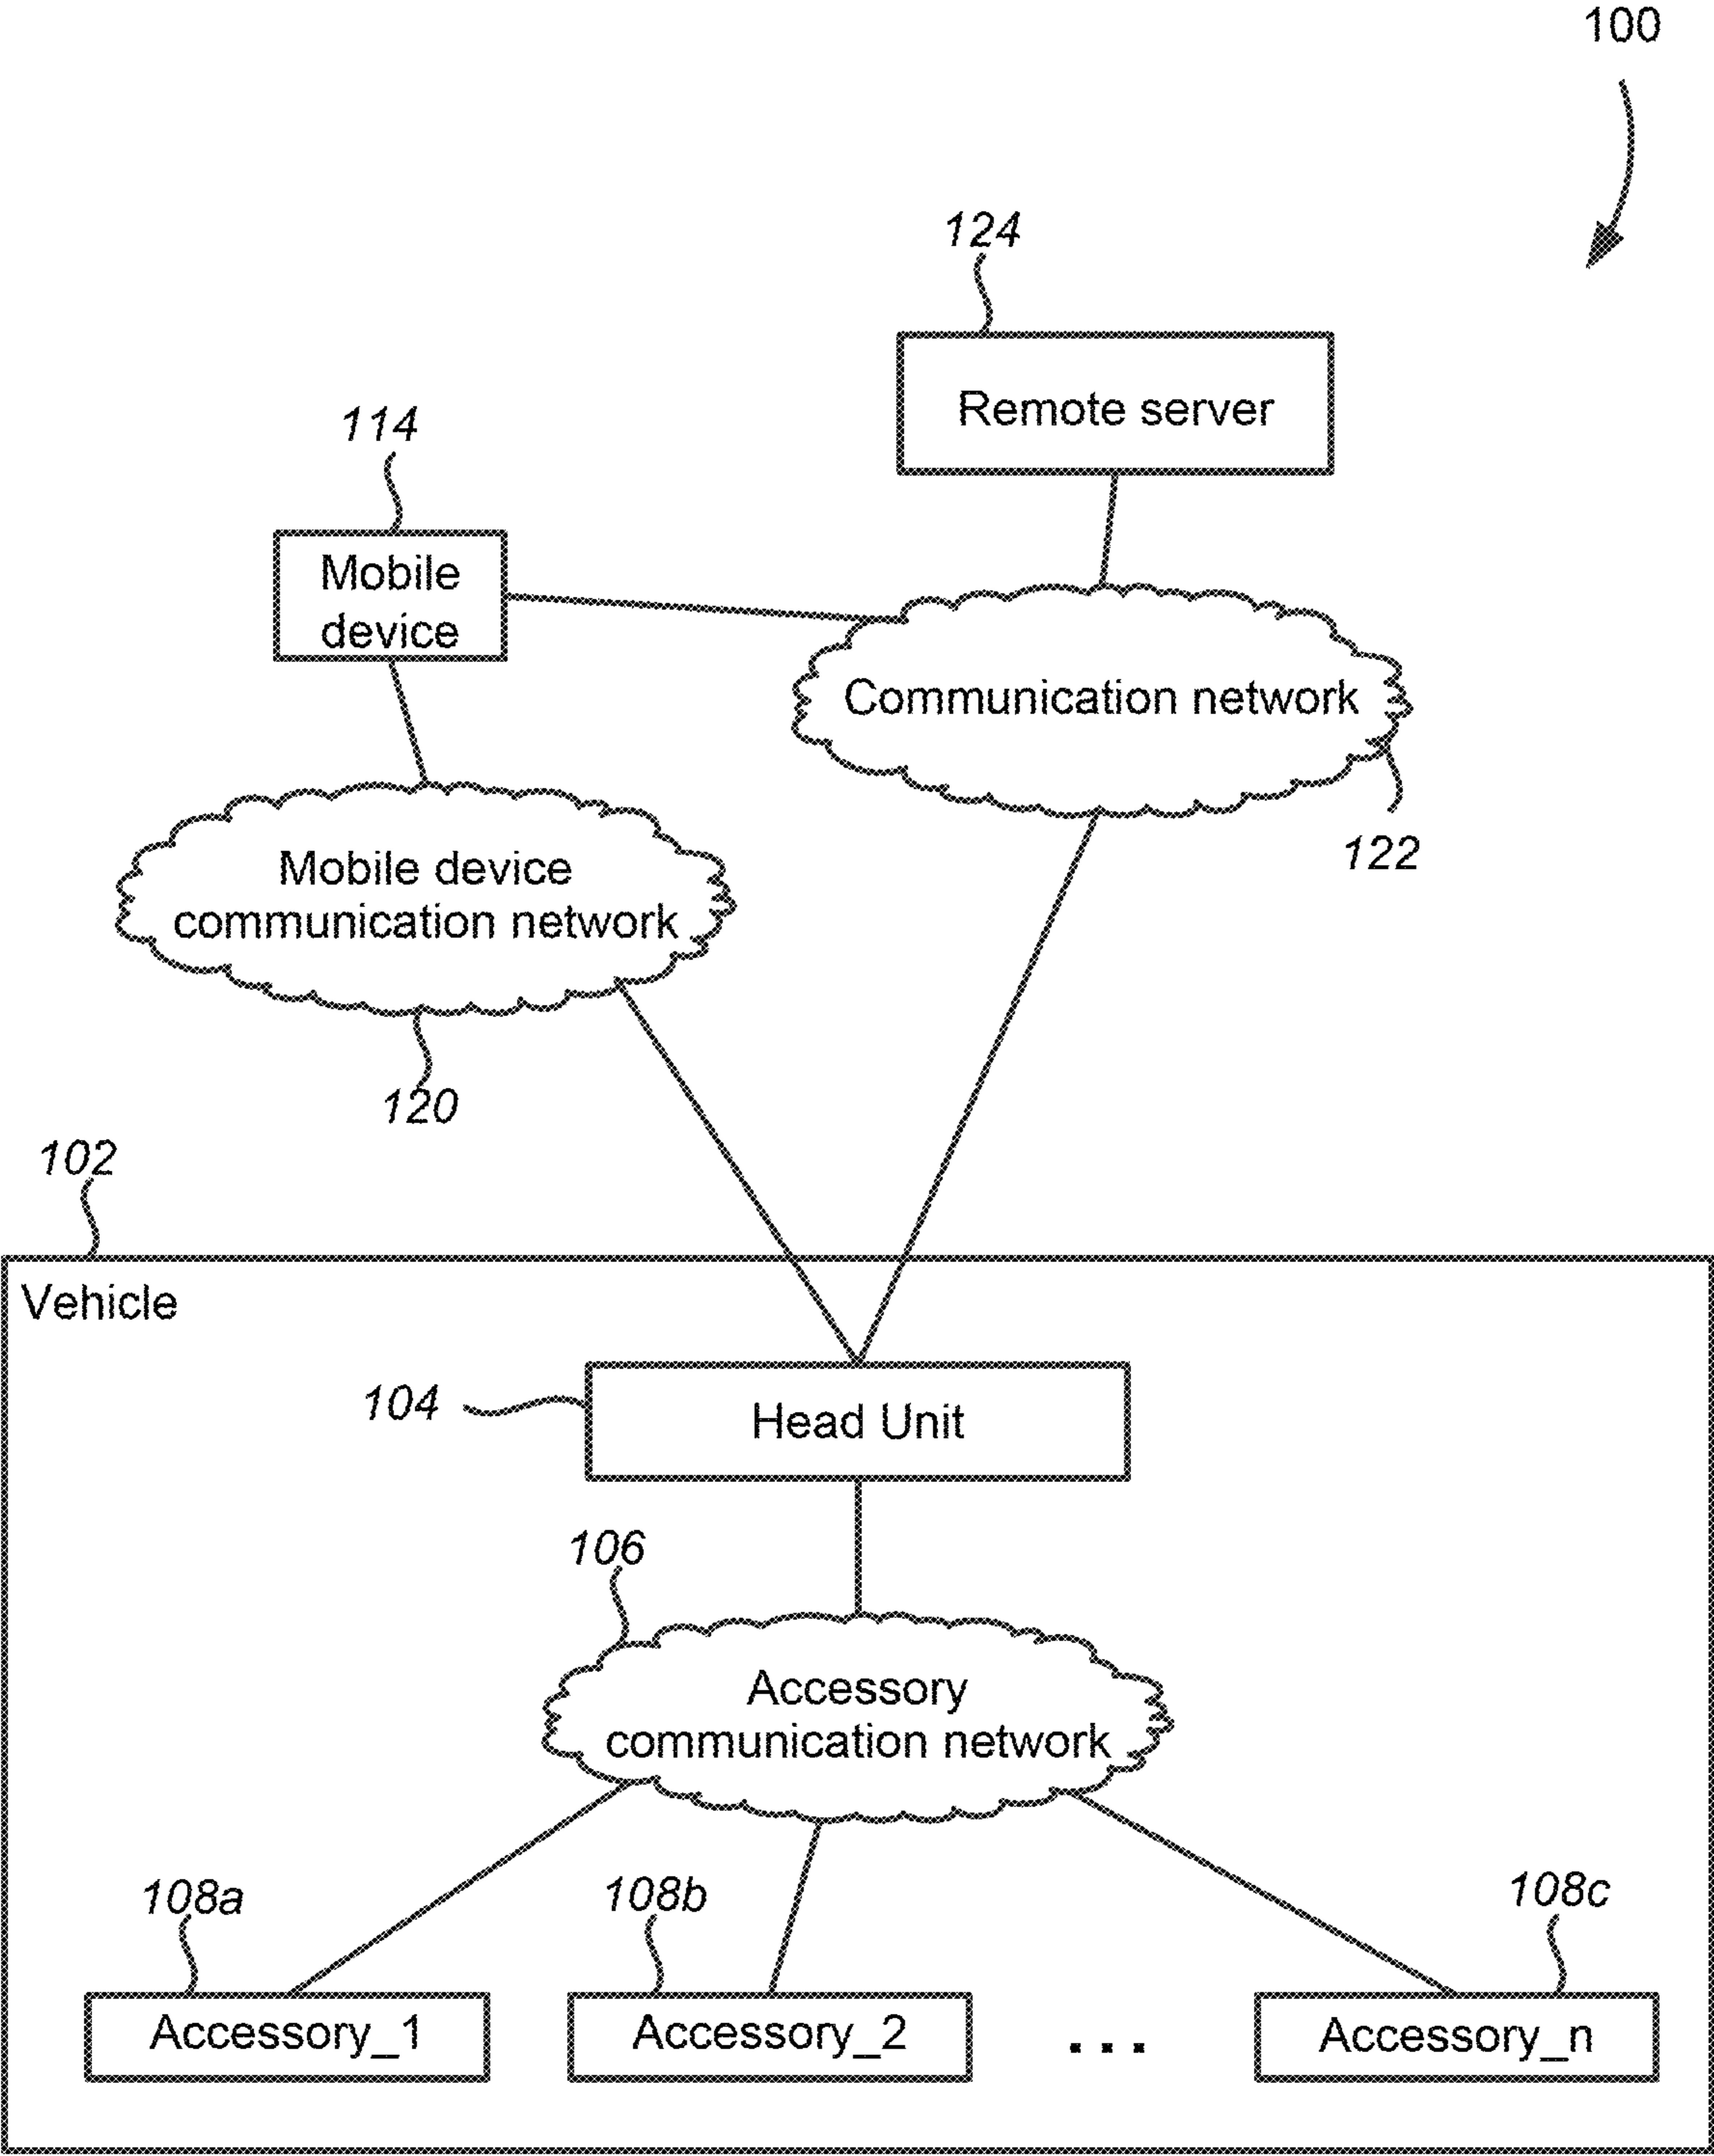 100
124
Remote server
114
Mobile
device
Communication network
122
Mobile device
communication network
120
102
Vehicle
104
Head Unit
106
Accessory
communication network
108a
108b
108c
Accessory_1
Accessory_2
...
Accessory_n